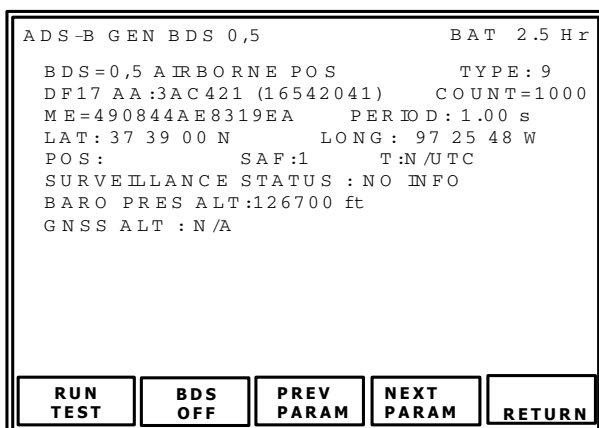 ADS-B GEN BDS 0,5 BAT 2.5 Hr
BDS=0,5 AIRBORNE POS TYPE:9
DF17 AA:3AC421 (16542041) COUNT=1000
ME=490844AE8319EA PERIOD:1.00 s
LAT:37 39 00 N LONG: 97 25 48 W
POS: SAF:1 T:N/UTC
SURVEILLANCE STATUS :NO INFO
BARO PRES ALT:126700 ft
GNSS ALT :N/A
RUN TEST
BDS OFF
PREV PARAM
NEXT PARAM
RETURN